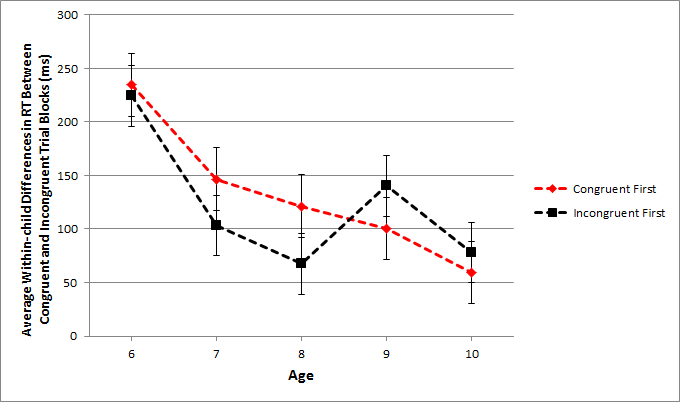 Average Within-child Differences in RT Between
Congruent and Incongruent Trial Blocks (ms)
300
250
200
150
100
50
0
6 7 8 9 10
Age
Congruent First
Incongruent First